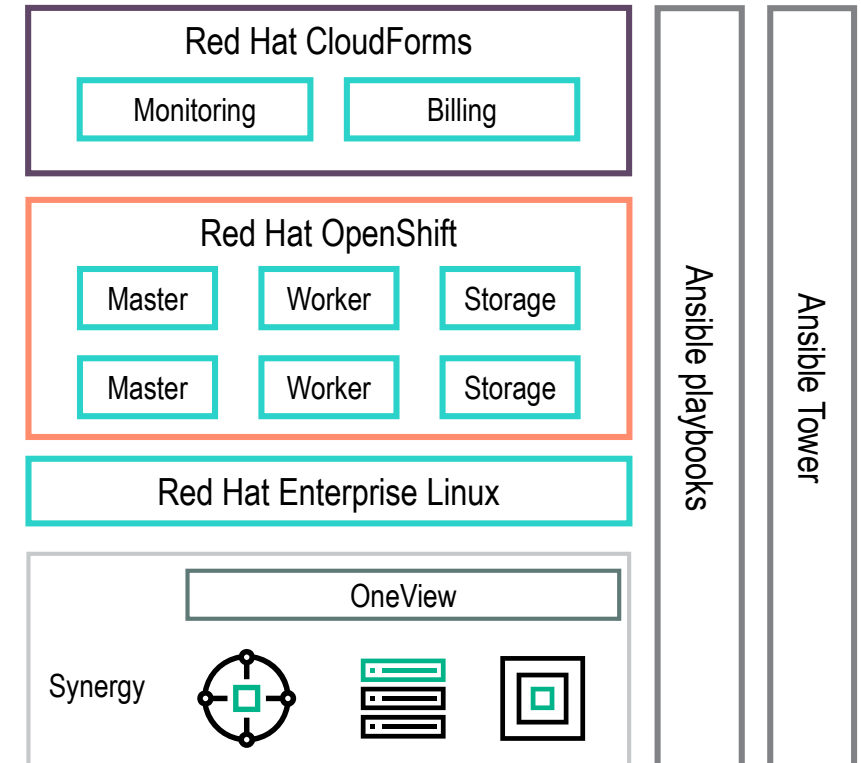 Red Hat CloudForms
Monitoring
Billing
Red Hat OpenShift
Master
Worker
Storage
Master
Worker
Storage
Red Hat Enterprise Linux
OneView
Synergy
Ansible playbooks
Ansible Tower